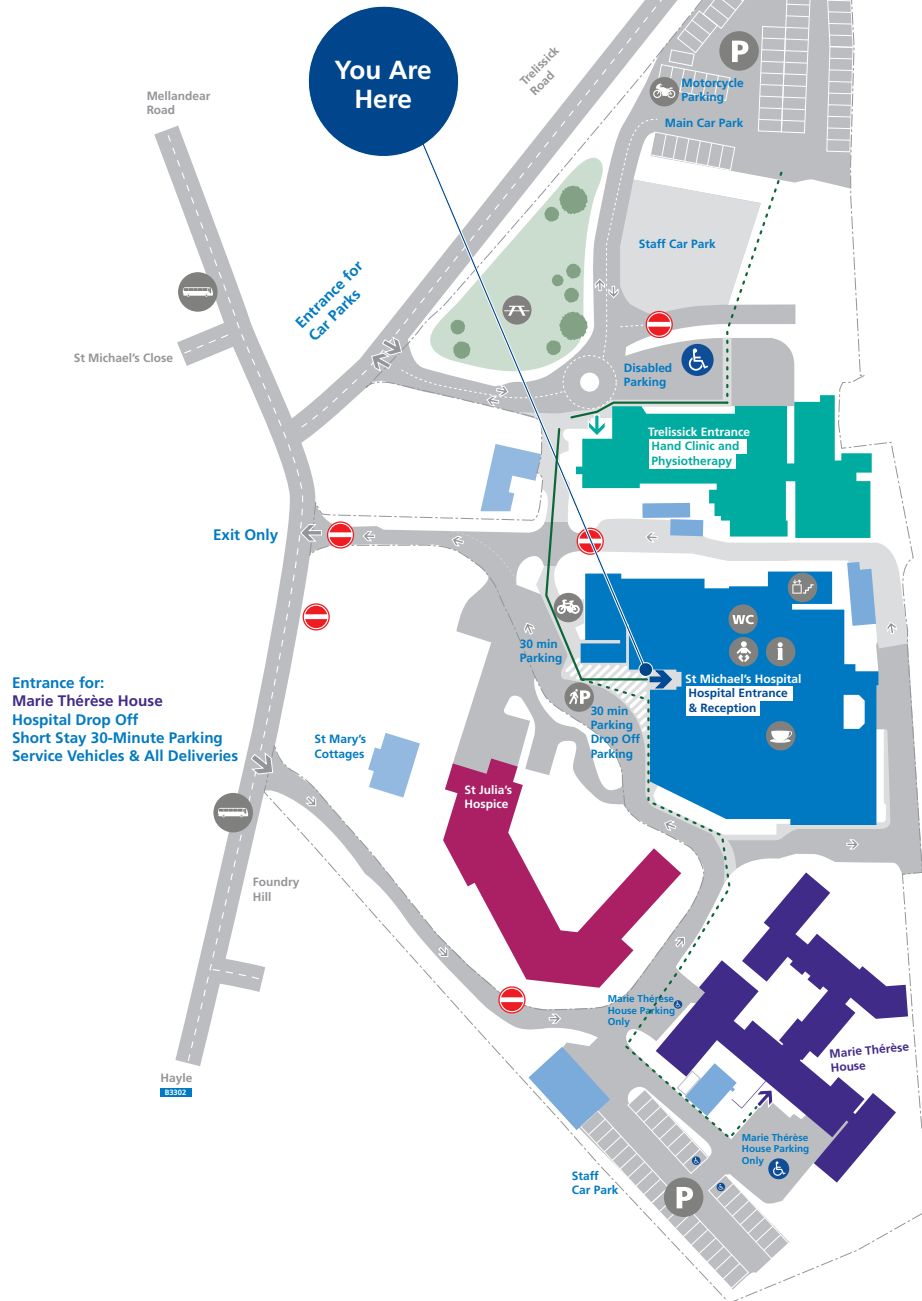 You Are
Here
Trelissick
Road
Mellandear
Road
P
Motorcycle
Parking
Main Car Park
Staff Car Park
Entrance for
Car Parks
St Michael's Close
Disabled
Parking
Trelissick Entrance
Hand Clinic and
Physiotherapy
Exit Only
WC
i
30 min
Parking
St Michael's Hospital
Hospital Entrance
& Reception
P
30 min
Parking
Drop Off
Parking
Entrance for:
Marie Thérèse House
Hospital Drop Off
Short Stay 30-Minute Parking
Service Vehicles & All Deliveries
St Mary's
Cottages
St Julia's
Hospice
Foundry
Hill
Marie Thérèse
House Parking
Only
Marie Thérèse
House
Hayle
B3302
Marie Thérèse
House Parking
Only
Staff
Car Park
P